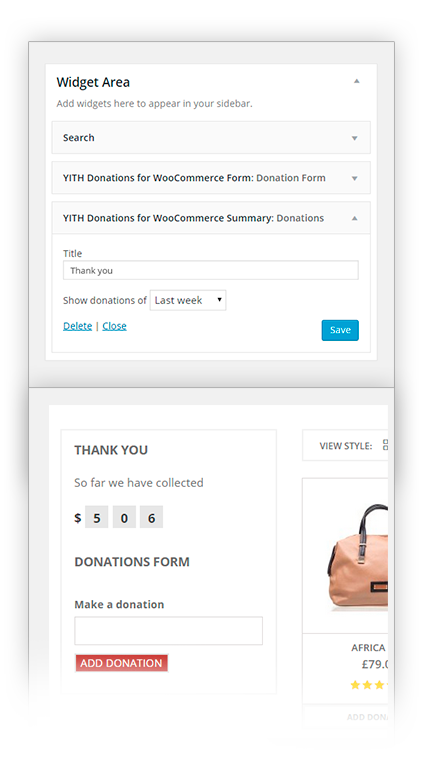 Widget Area
Add widgets here to appear in your sidebar.
Search
YITH Donations for WooCommerce Form: Donation Form
YITH Donations for WooCommerce Summary: Donations
Title
Thank you
Show donations of Last week
Delete | Close
Save
THANK YOU
So far we have collected
$ 5 0 6
DONATIONS FORM
Make a donation
ADD DONATION
VIEW STYLE:
AFRICA
£79.0
ADD DON